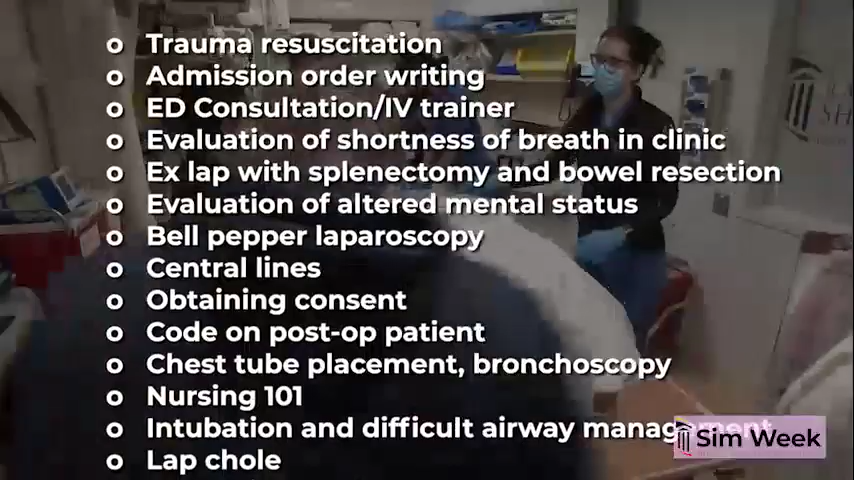 o Trauma resuscitation
o Admission order writing
o ED Consultation/IV trainer
o Evaluation of shortness of breath in clinic
o Ex lap with splenectomy and bowel resection
o Evaluation of altered mental status
o Bell pepper laparoscopy
o Central lines
o Obtaining consent
o Code on post-op patient
o Chest tube placement, bronchoscopy
o Nursing 101
o Intubation and difficult airway management
Sim Week
o Lap chole